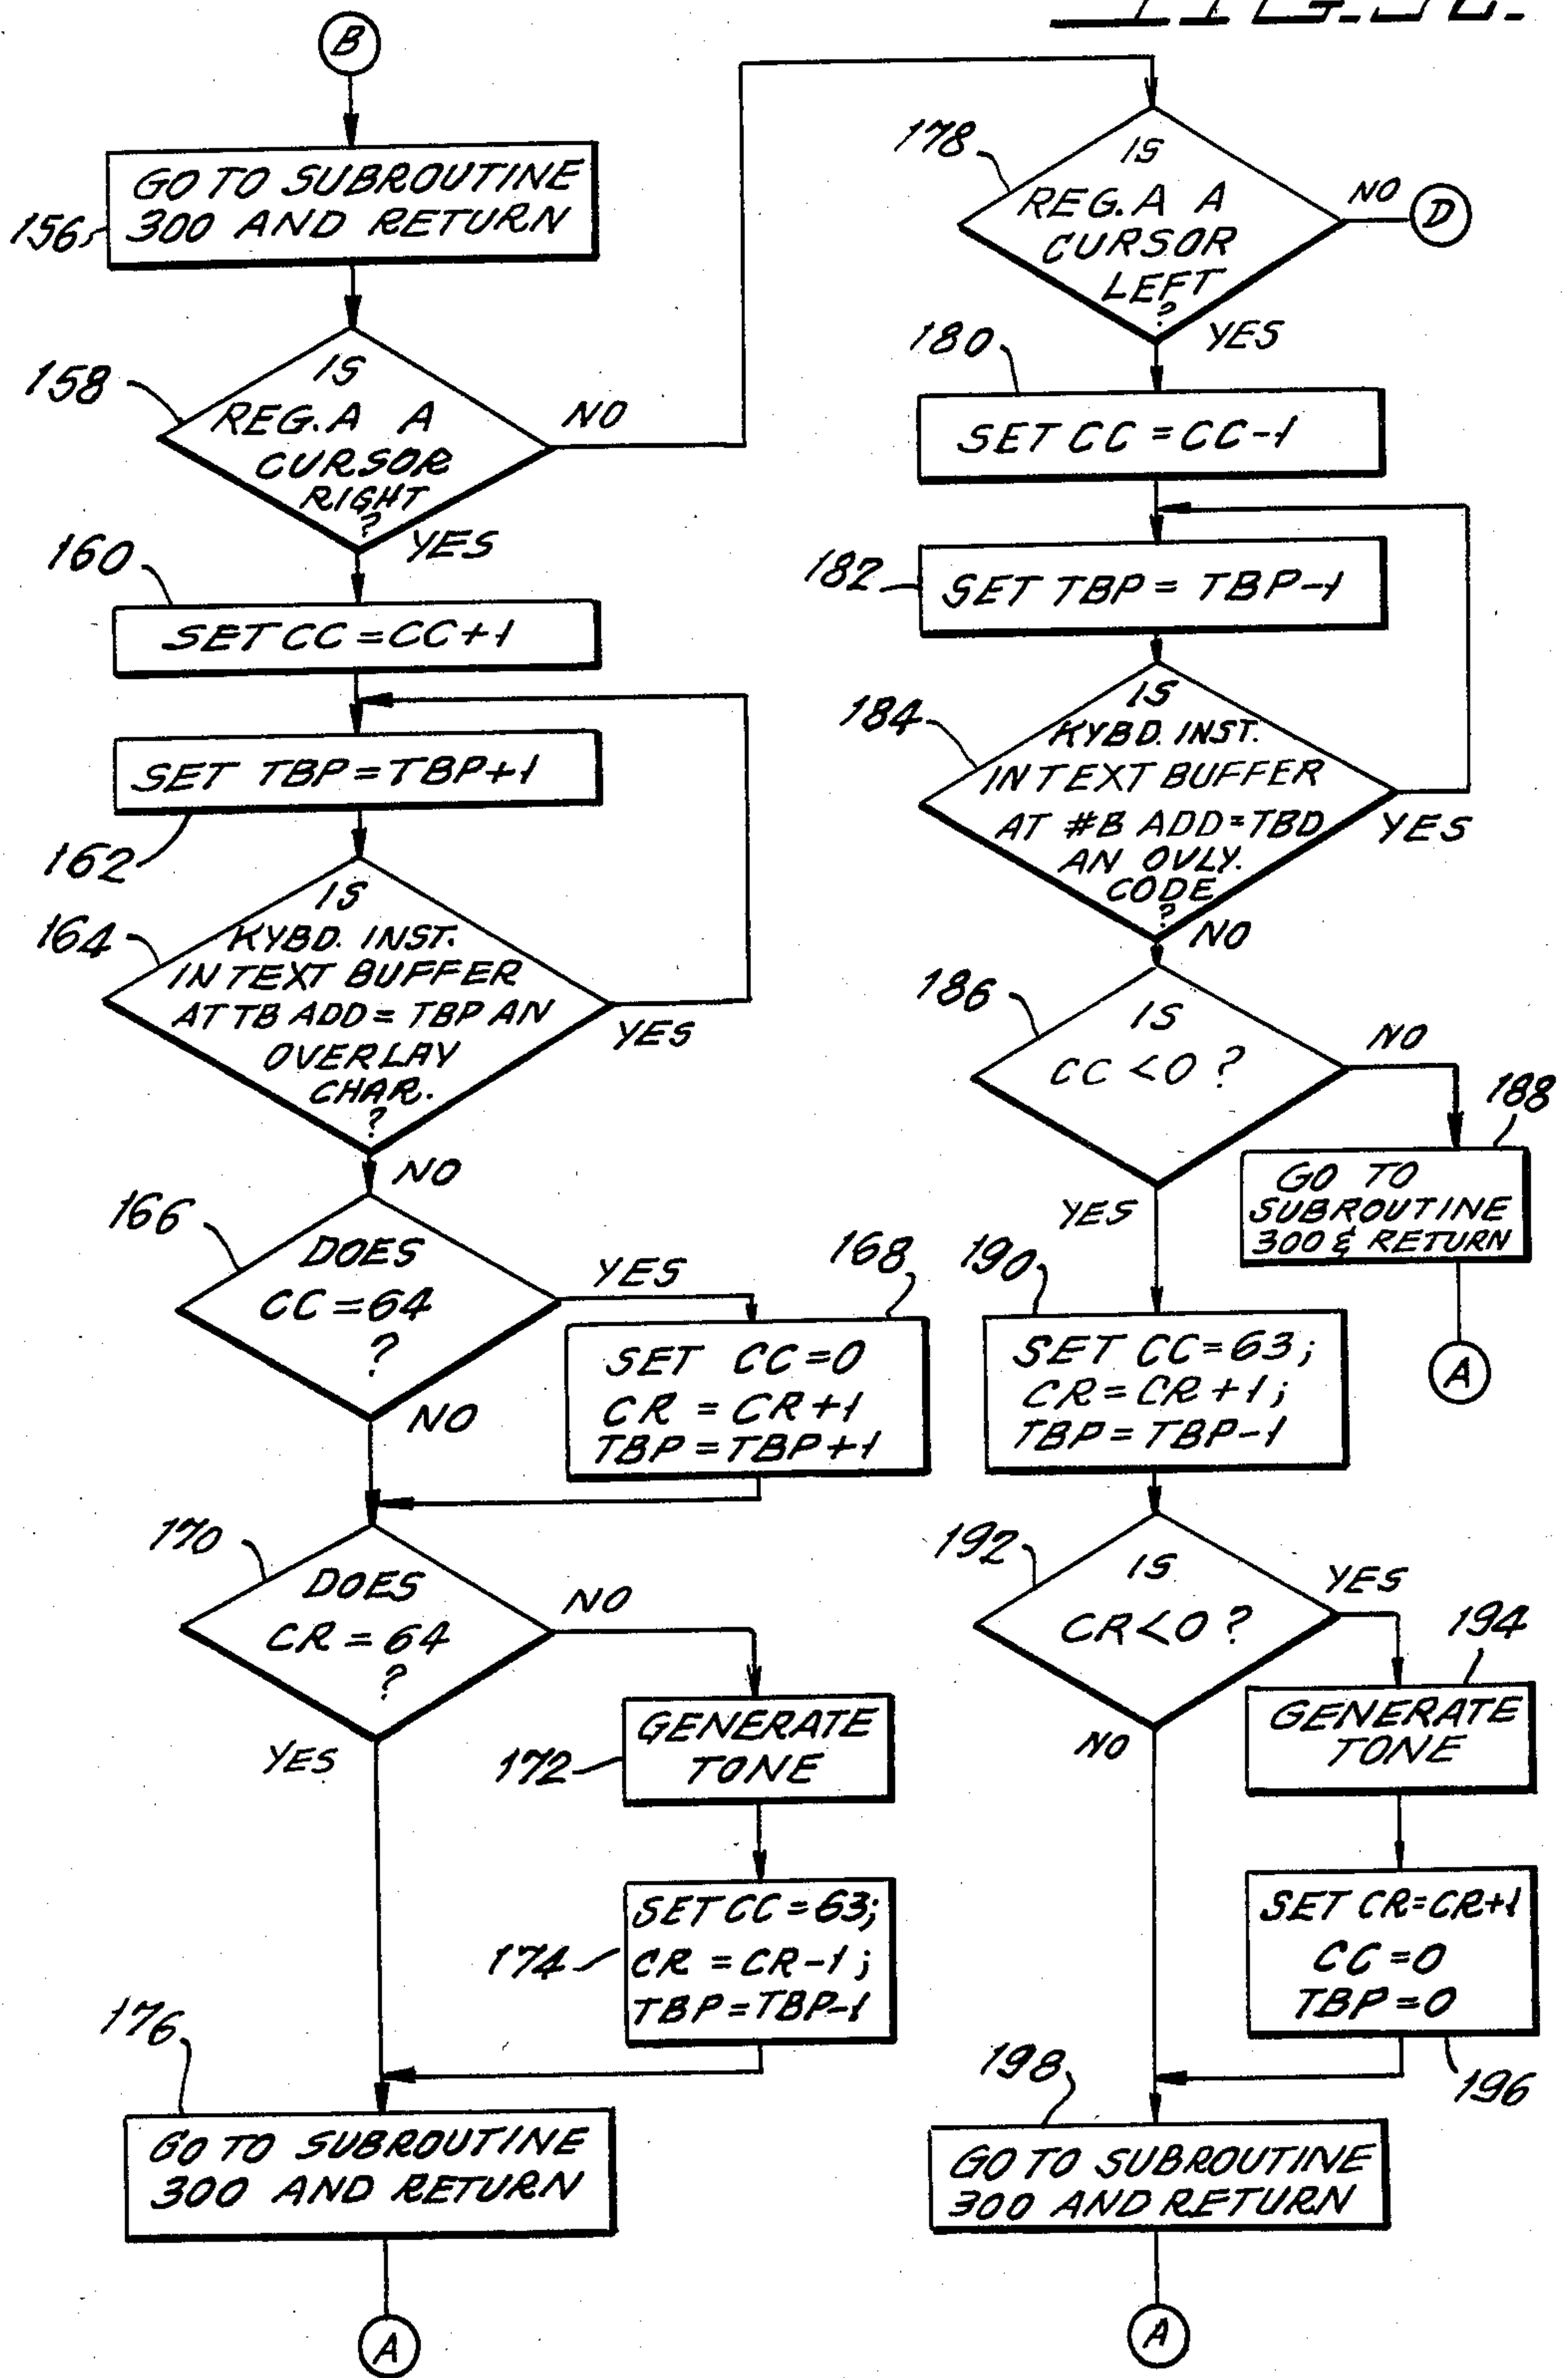 B
GO TO SUBROUTINE
300 AND RETURN
156
IS
REG. A A
CURSOR
RIGHT
?
158
NO
YES
160
SET CC = CC+1
SET TBP = TBP+1
162
IS
KYBD. INST.
IN TEXT BUFFER
AT TB ADD = TBP AN
OVERLAY
CHAR.
?
164
YES
NO
166
DOES
CC = 64
?
YES
168
SET CC = 0
CR = CR+1
TBP = TBP+1
NO
170
DOES
CR = 64
?
NO
GENERATE
TONE
172
YES
SET CC = 63;
CR = CR-1;
TBP = TBP-1
174
176
GO TO SUBROUTINE
300 AND RETURN
A
178
IS
REG. A A
CURSOR
LEFT
?
NO
D
YES
180
SET CC = CC-1
182
SET TBP = TBP-1
184
IS
KYBD. INST.
IN TEXT BUFFER
AT #B ADD = TBD
AN OVLY.
CODE
?
YES
NO
186
IS
CC < 0 ?
NO
188
GO TO
SUBROUTINE
300 & RETURN
A
YES
190
SET CC = 63;
CR = CR+1;
TBP = TBP-1
192
IS
CR < 0 ?
YES
194
GENERATE
TONE
NO
SET CR = CR+1
CC = 0
TBP = 0
196
198
GO TO SUBROUTINE
300 AND RETURN
A